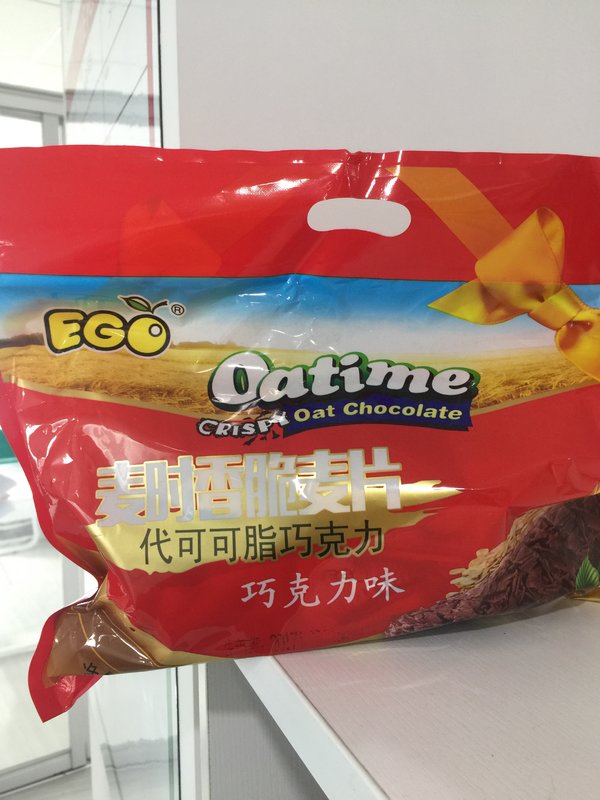 EGO®
Oatime
CRISPY Oat Chocolate
麦时香脆麦片
代可可脂巧克力
巧克力味